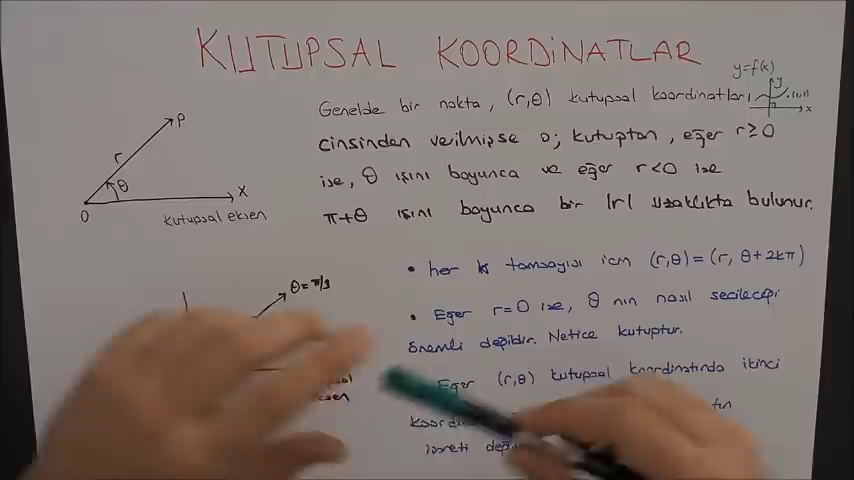 KUTUPSAL KOORDİNATLAR
y=f(x)
y
x
Genelde bir nokta, (r,θ) kutupsal koordinatları
cinsinden verilmişse o; kutuptan, eğer r≥0
ise, θ ışını boyunca ve eğer r<0 ise
π+θ ışını boyunca bir |r| uzaklıkta bulunur.
P
r
θ
O
X
kutupsal eksen
• her k tamsayısı için (r,θ)=(r, θ+2kπ)
• Eğer r=0 ise, θ nın nasıl seçileceği
önemli değildir. Netice kutuptur.
Eğer (r,θ) kutupsal koordinatında ikinci
işareti
θ=π/3